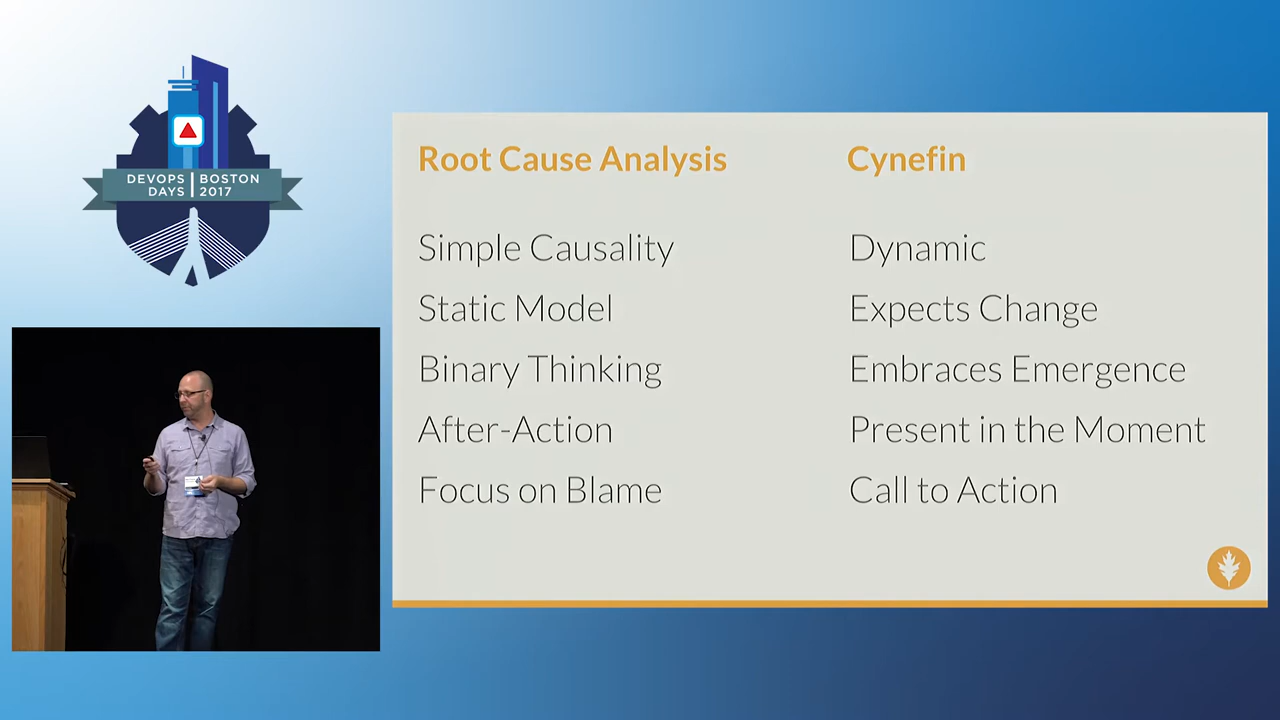 DEVOPS BOSTON
DAYS 2017
Root Cause Analysis
Cynefin
Simple Causality
Dynamic
Static Model
Expects Change
Binary Thinking
Embraces Emergence
After-Action
Present in the Moment
Focus on Blame
Call to Action